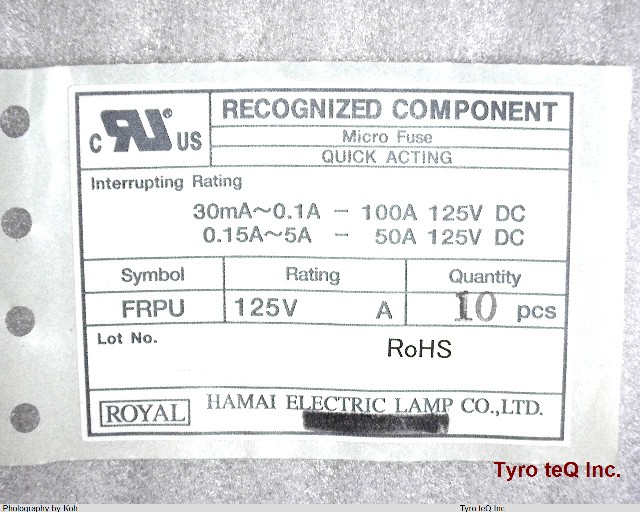 RECOGNIZED COMPONENT
c RU ® US
Micro Fuse
QUICK ACTING
Interrupting Rating
30mA~0.1A – 100A 125V DC
0.15A~5A – 50A 125V DC
Symbol Rating Quantity
FRPU 125V A 10 pcs
Lot No.
RoHS
ROYAL HAMAI ELECTRIC LAMP CO.,LTD.
Tyro teQ Inc.
Photography by Koh Tyro teQ Inc